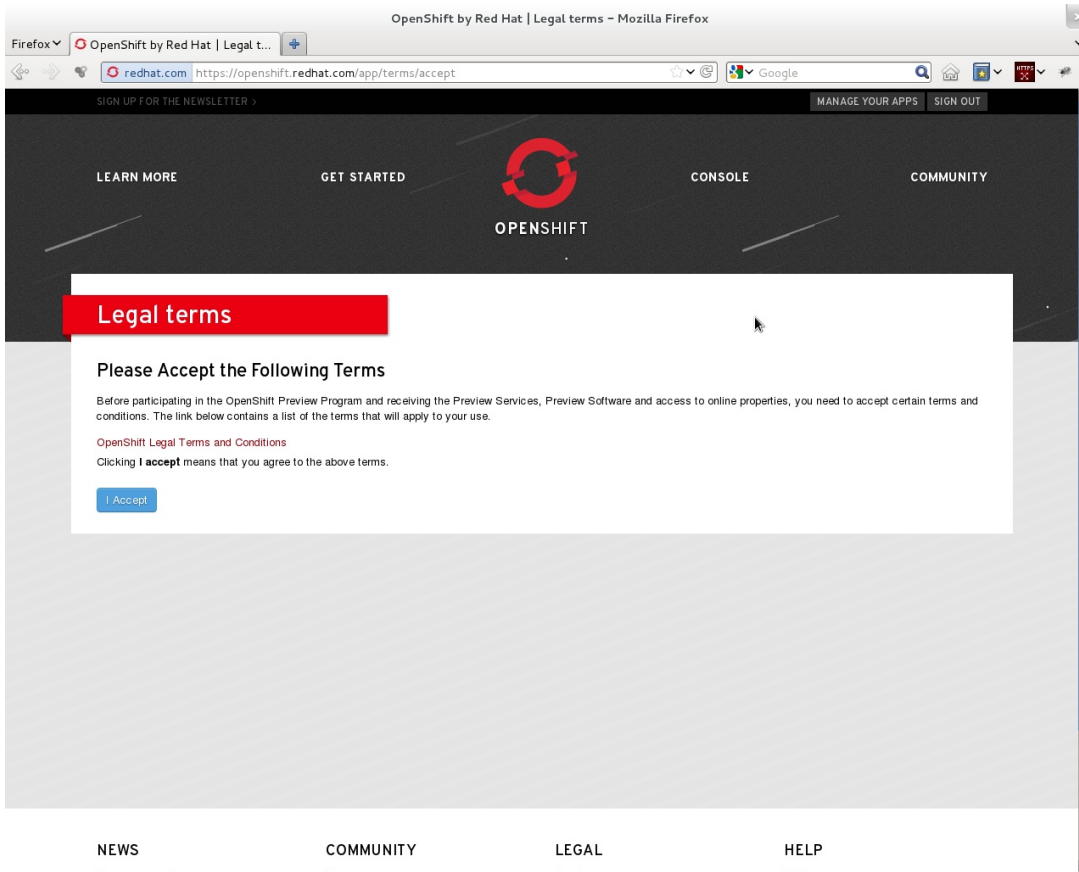 OpenShift by Red Hat | Legal terms – Mozilla Firefox
Firefox
OpenShift by Red Hat | Legal t...
redhat.com https://openshift.redhat.com/app/terms/accept
Google
HTTPS
SIGN UP FOR THE NEWSLETTER >
MANAGE YOUR APPS
SIGN OUT
LEARN MORE
GET STARTED
OPENSHIFT
CONSOLE
COMMUNITY
Legal terms
Please Accept the Following Terms
Before participating in the OpenShift Preview Program and receiving the Preview Services, Preview Software and access to online properties, you need to accept certain terms and
conditions. The link below contains a list of the terms that will apply to your use.
OpenShift Legal Terms and Conditions
Clicking I accept means that you agree to the above terms.
I Accept
NEWS
COMMUNITY
LEGAL
HELP